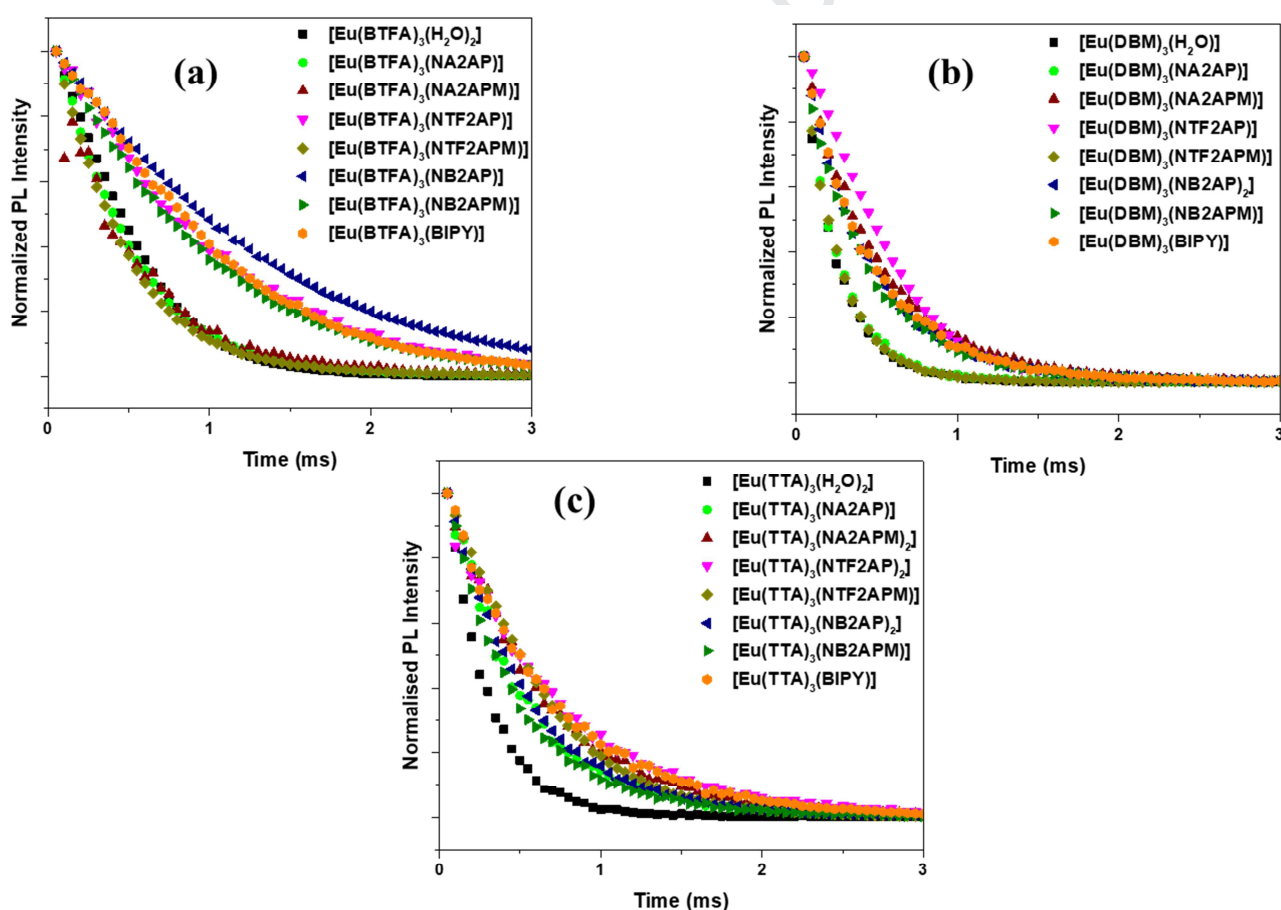 (a)
[Eu(BTFA)₃(H₂O)₂]
[Eu(BTFA)₃(NA2AP)]
[Eu(BTFA)₃(NA2APM)]
[Eu(BTFA)₃(NTF2AP)]
[Eu(BTFA)₃(NTF2APM)]
[Eu(BTFA)₃(NB2AP)]
[Eu(BTFA)₃(NB2APM)]
[Eu(BTFA)₃(BIPY)]
Normalized PL Intensity
0 1 2 3
Time (ms)
(b)
[Eu(DBM)₃(H₂O)]
[Eu(DBM)₃(NA2AP)]
[Eu(DBM)₃(NA2APM)]
[Eu(DBM)₃(NTF2AP)]
[Eu(DBM)₃(NTF2APM)]
[Eu(DBM)₃(NB2AP)₂]
[Eu(DBM)₃(NB2APM)]
[Eu(DBM)₃(BIPY)]
Normalized PL Intensity
0 1 2 3
Time (ms)
(c)
[Eu(TTA)₃(H₂O)₂]
[Eu(TTA)₃(NA2AP)]
[Eu(TTA)₃(NA2APM)₂]
[Eu(TTA)₃(NTF2AP)₂]
[Eu(TTA)₃(NTF2APM)]
[Eu(TTA)₃(NB2AP)₂]
[Eu(TTA)₃(NB2APM)]
[Eu(TTA)₃(BIPY)]
Normalised PL Intensity
0 1 2 3
Time (ms)